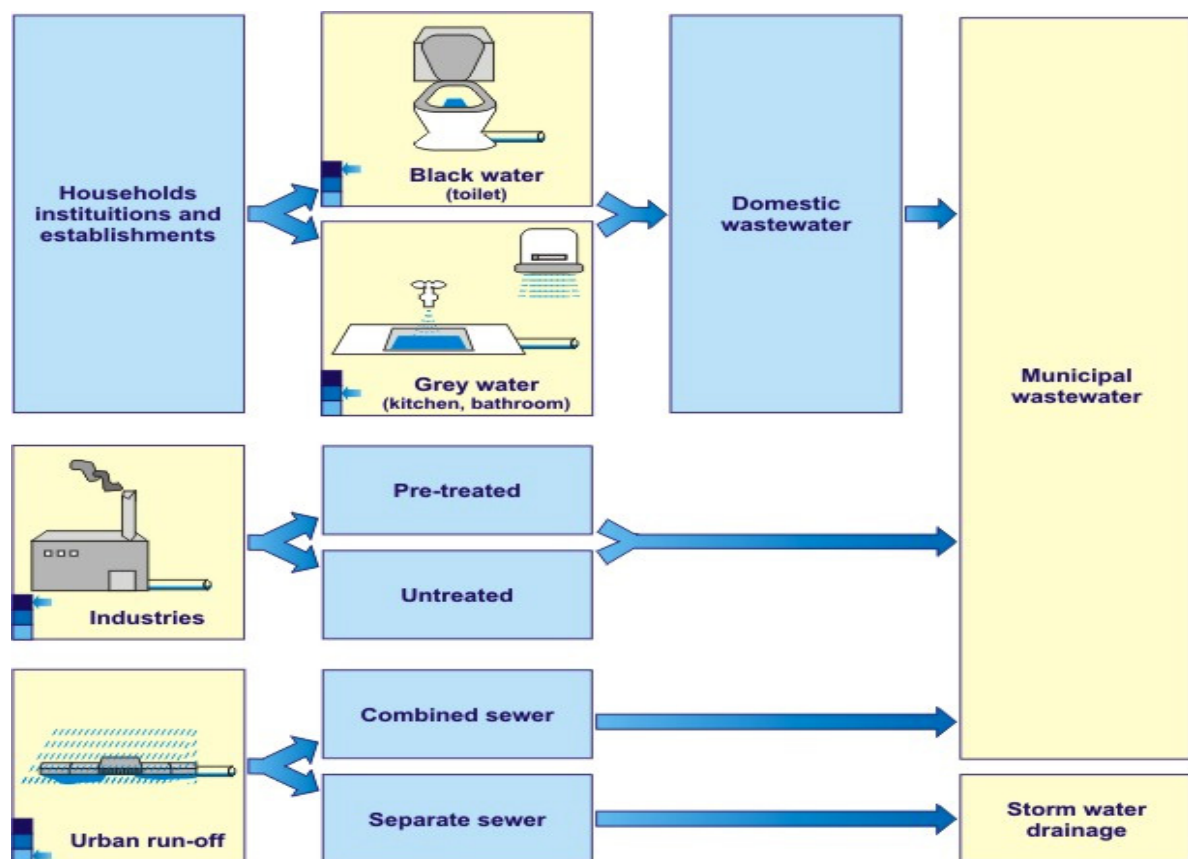 Black water
(toilet)
Households
instituitions and
establishments
Domestic
wastewater
Grey water
(kitchen, bathroom)
Municipal
wastewater
Pre-treated
Untreated
Industries
Combined sewer
Separate sewer
Urban run-off
Storm water
drainage